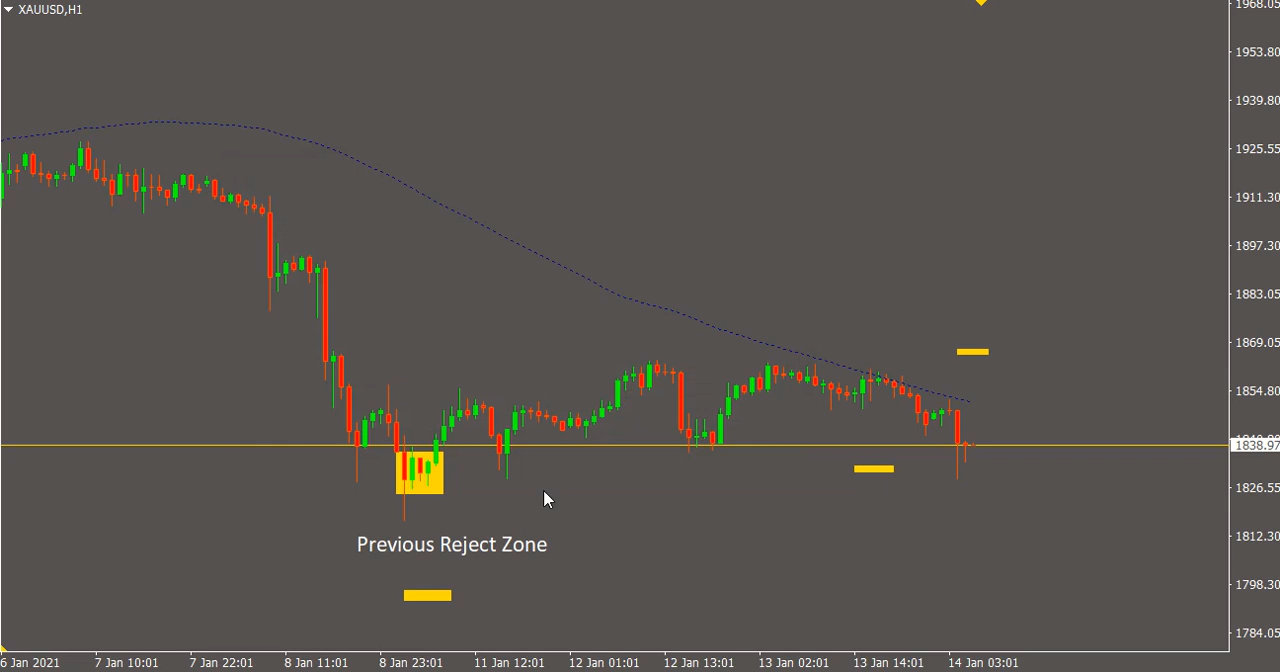 XAUUSD,H1
1968.05
1953.80
1939.80
1925.55
1911.30
1897.30
1883.05
1869.05
1854.80
1838.97
1826.55
1812.30
1798.30
1784.05
Previous Reject Zone
6 Jan 2021
7 Jan 10:01
7 Jan 22:01
8 Jan 11:01
8 Jan 23:01
11 Jan 12:01
12 Jan 01:01
12 Jan 13:01
13 Jan 02:01
13 Jan 14:01
14 Jan 03:01